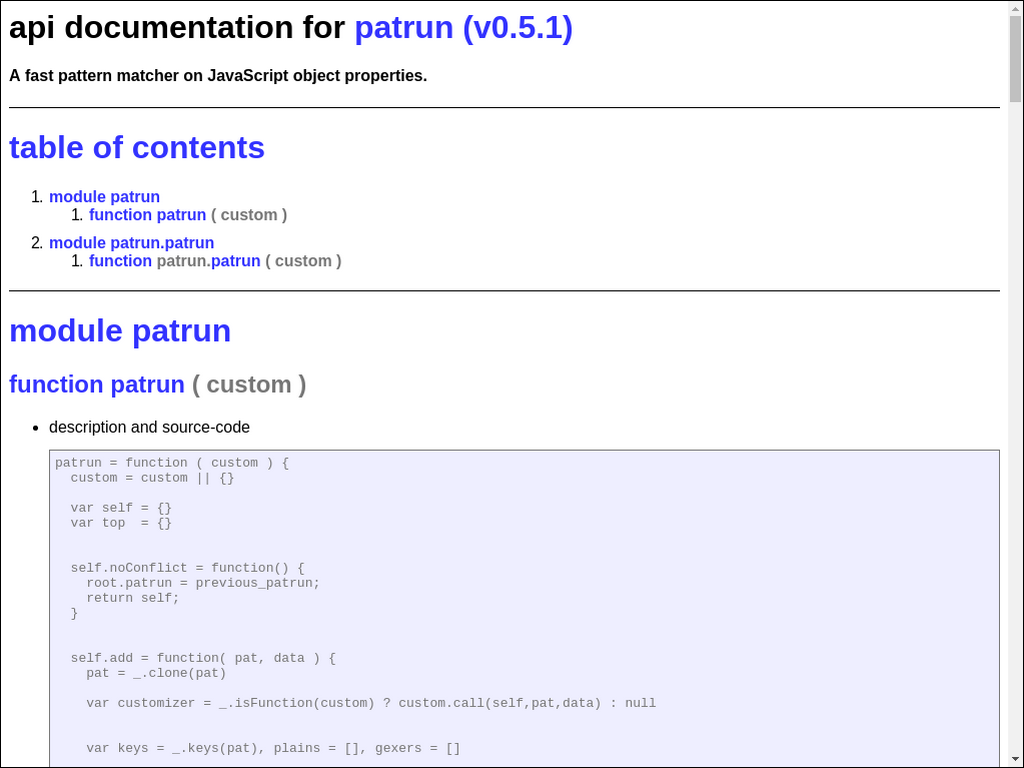 api documentation for patrun (v0.5.1)
A fast pattern matcher on JavaScript object properties.
table of contents
1. module patrun
1. function patrun ( custom )
2. module patrun.patrun
1. function patrun.patrun ( custom )
module patrun
function patrun ( custom )
• description and source-code
patrun = function ( custom ) {
  custom = custom || {}
  var self = {}
  var top  = {}
  self.noConflict = function() {
    root.patrun = previous_patrun;
    return self;
  }
  self.add = function( pat, data ) {
    pat = _.clone(pat)
    var customizer = _.isFunction(custom) ? custom.call(self,pat,data) : null
    var keys = _.keys(pat), plains = [], gexers = []